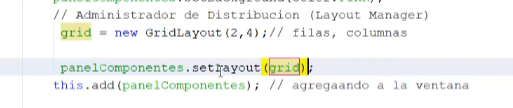 // Administrador de Distribucion (Layout Manager)
grid = new GridLayout(2,4);// filas, columnas
panelComponentes.setLayout(grid);
this.add(panelComponentes); // agregaando a la ventana